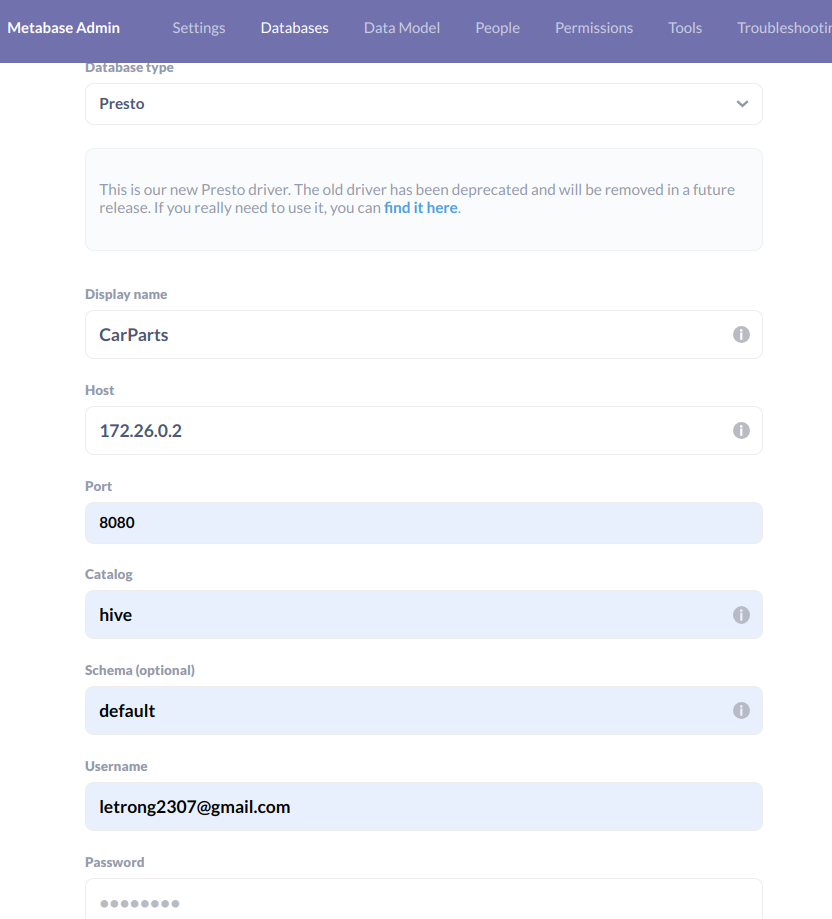 Metabase Admin Settings Databases Data Model People Permissions Tools Troubleshootin
Database type
Presto
This is our new Presto driver. The old driver has been deprecated and will be removed in a future
release. If you really need to use it, you can find it here.
Display name
CarParts
Host
172.26.0.2
Port
8080
Catalog
hive
Schema (optional)
default
Username
letrong2307@gmail.com
Password
••••••••